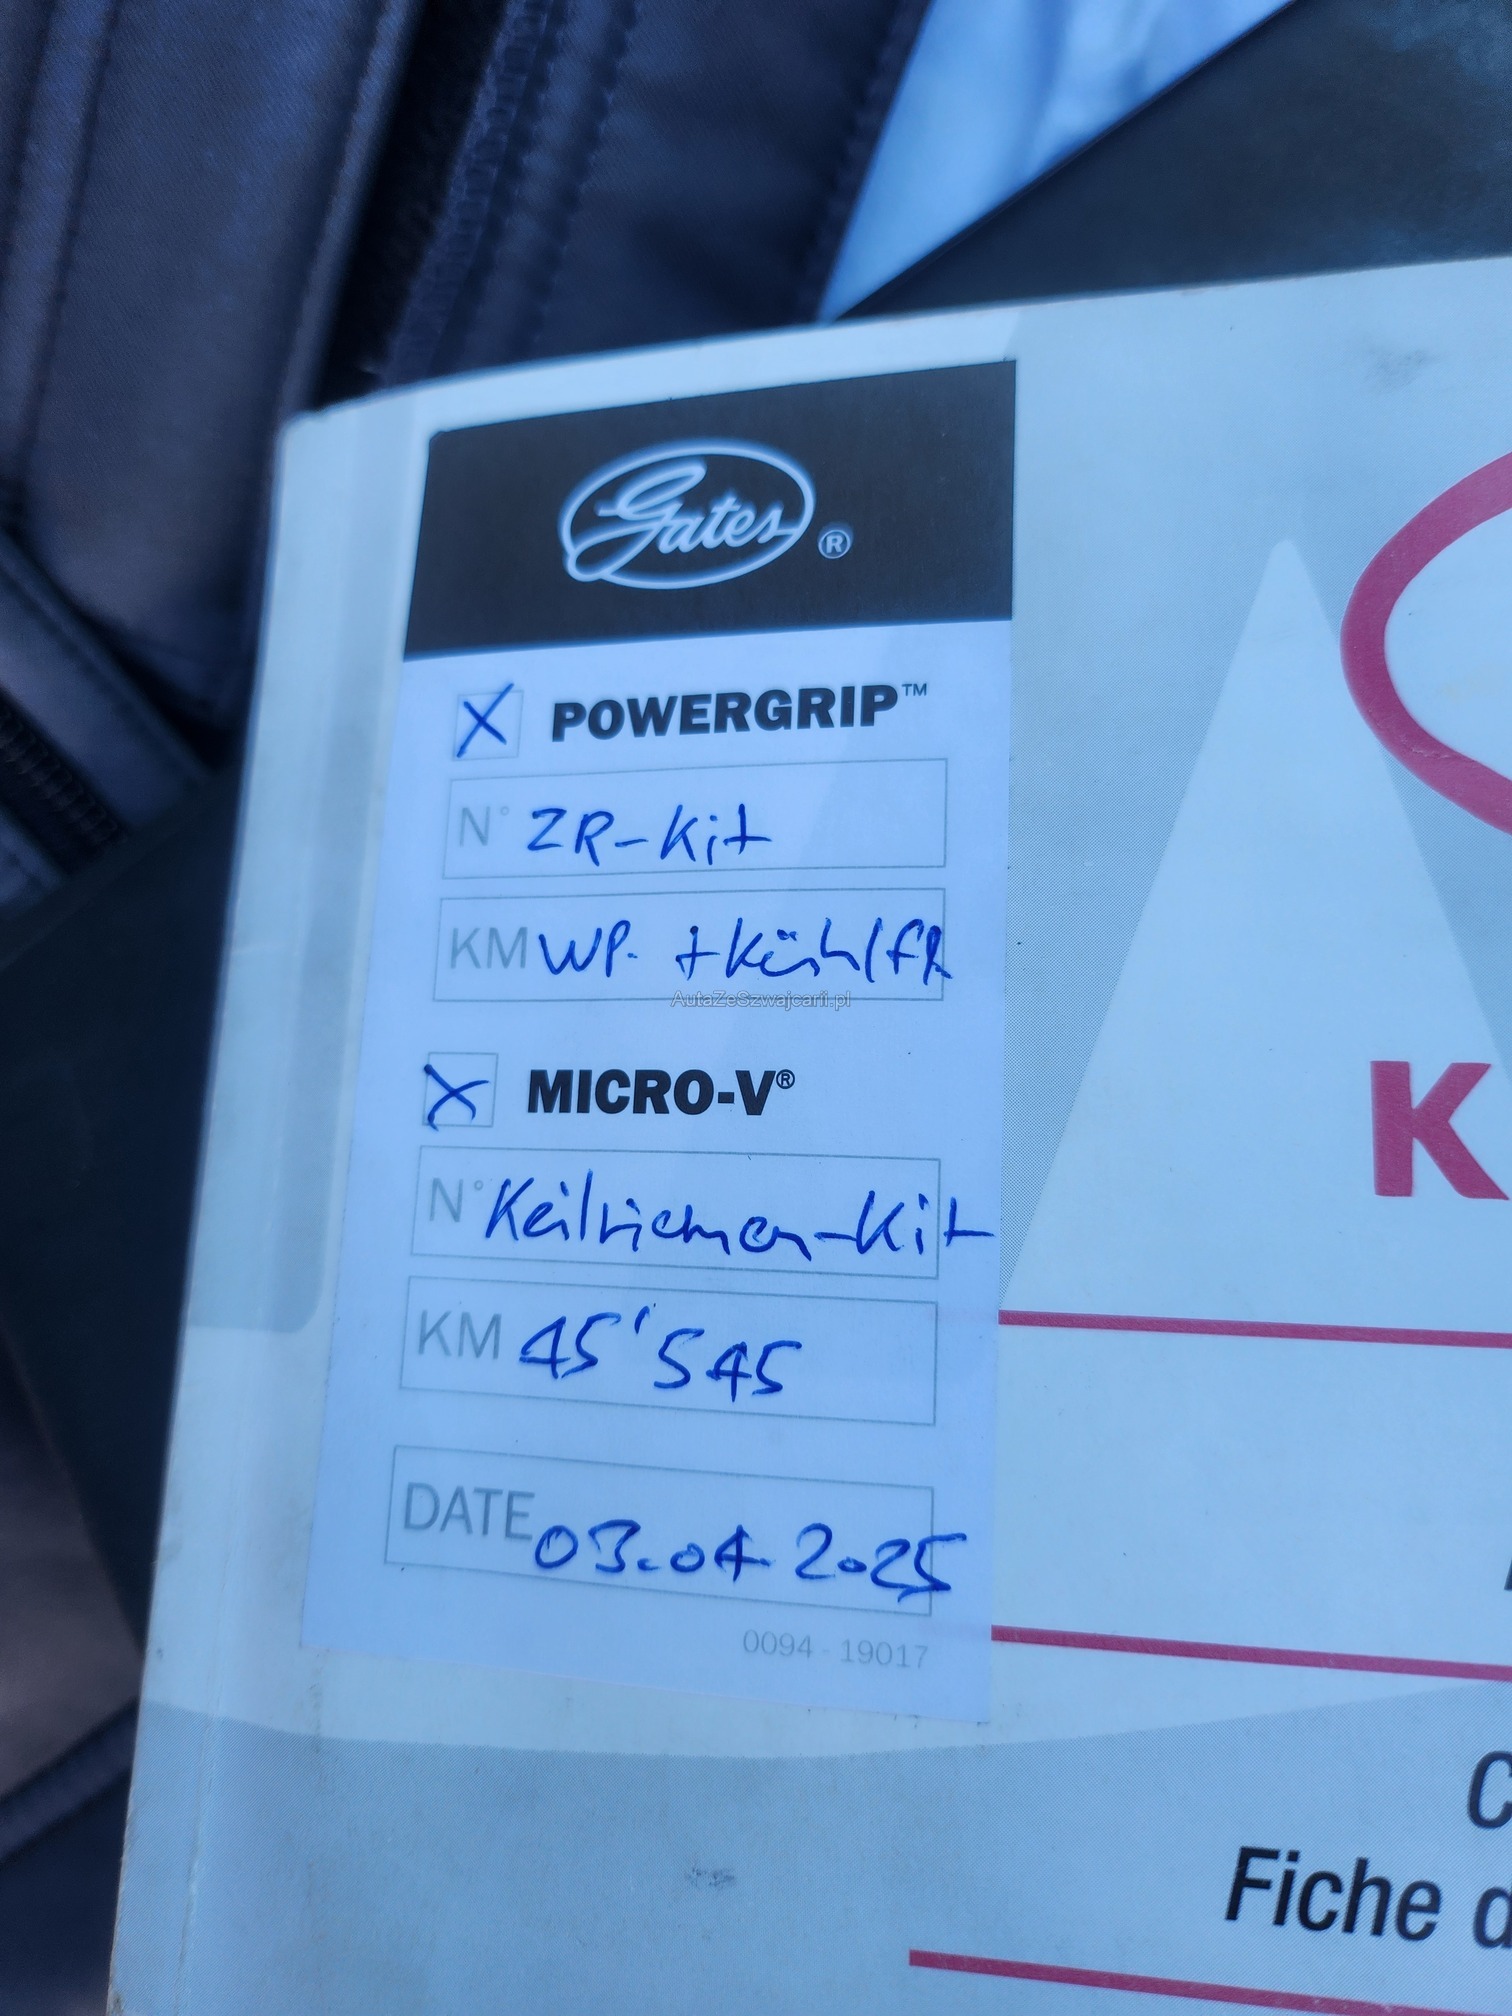 Gates®
X POWERGRIP™
N° ZR-Kit
KM WP. + Kühlfl
AutaZeSzwajcarii.pl
X MICRO-V®
N° Keilriemen-Kit
KM 45'545
DATE 03.04.2025
0094 - 19017
K
C
Fiche d